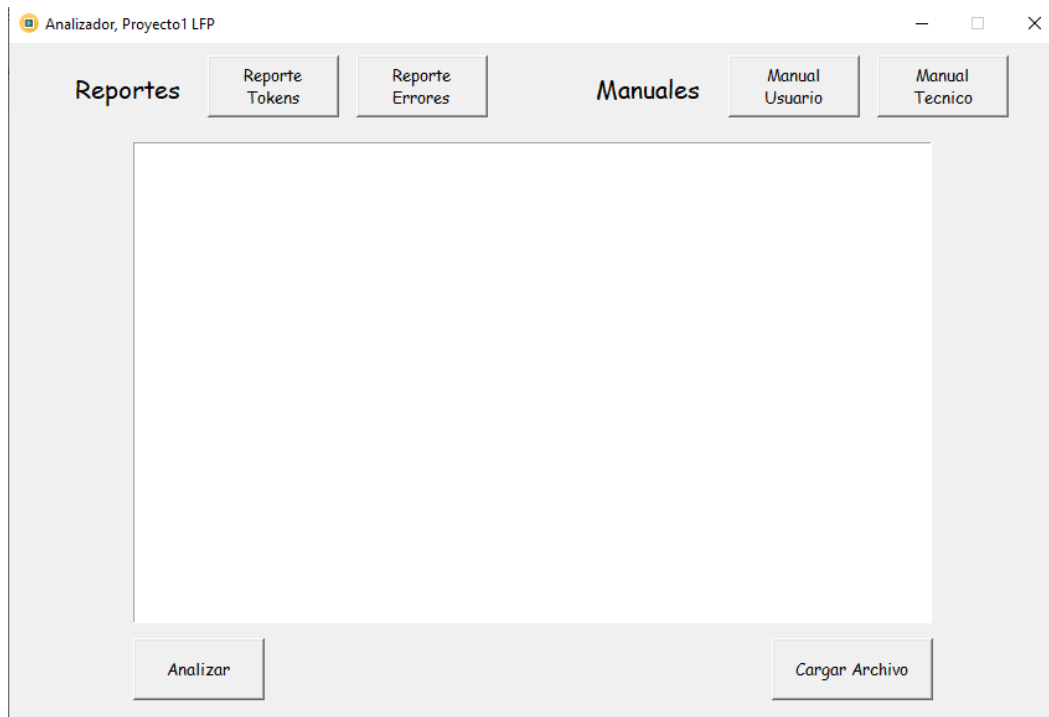 Analizador, Proyecto1 LFP
Reportes
Reporte
Tokens
Reporte
Errores
Manuales
Manual
Usuario
Manual
Tecnico
Analizar
Cargar Archivo